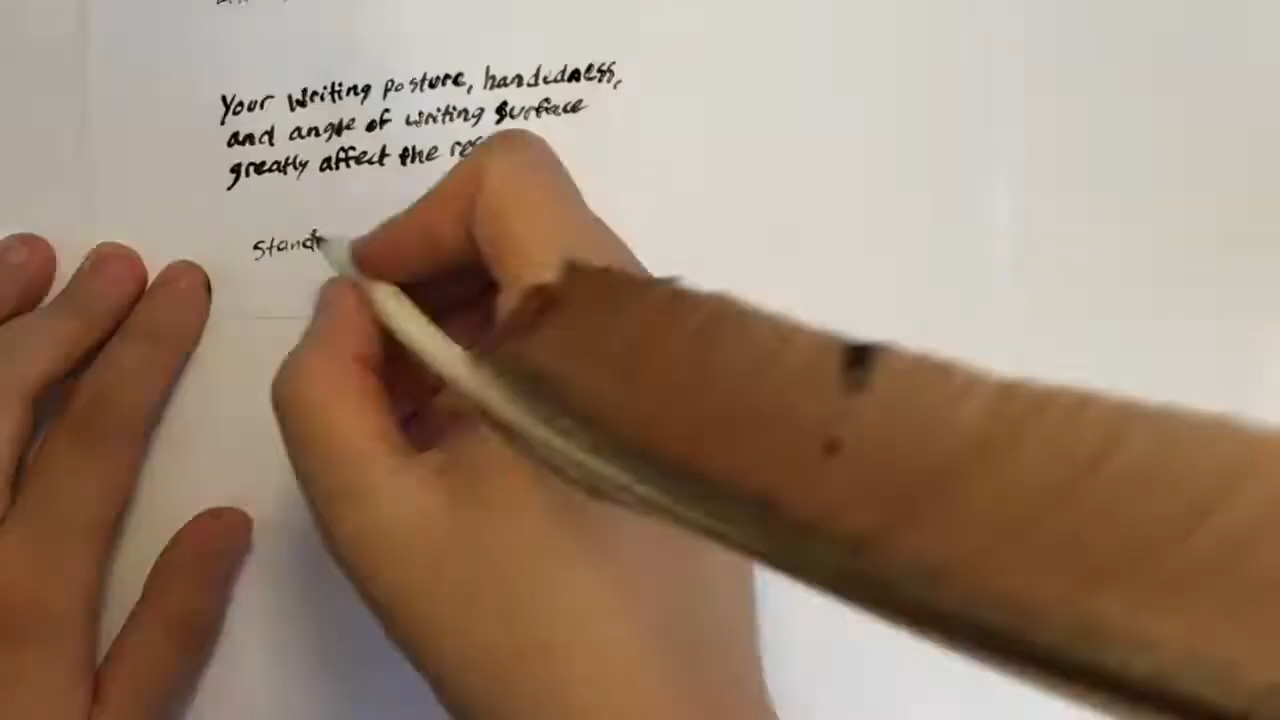 Your writing posture, handedness,
and angle of writing surface
greatly affect the